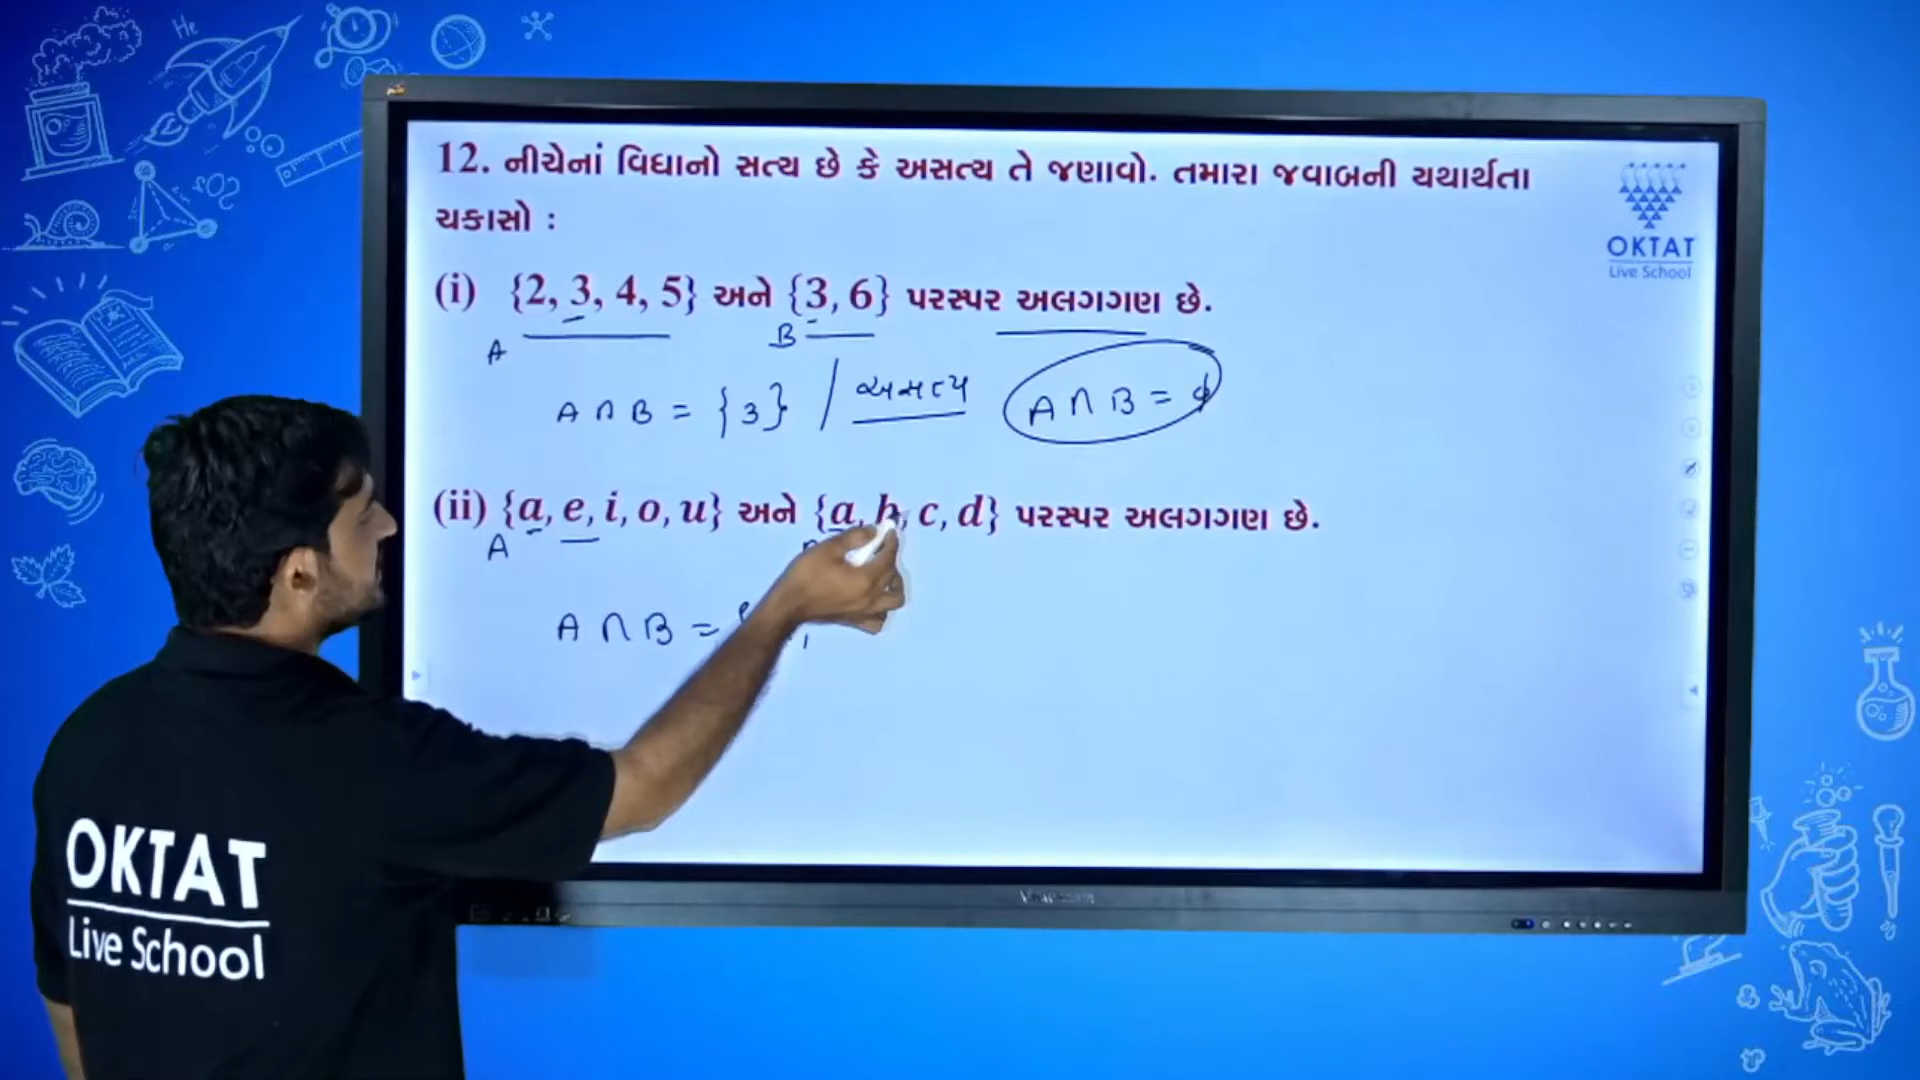 12. નીચેનાં વિધાનો સત્ય છે કે અસત્ય તે જણાવો. તમારા જવાબની યથાર્થતા
ચકાસો :
OKTAT
Live School
(i) {2, 3, 4, 5} અને {3, 6} પરસ્પર અલગગણ છે.
A B
A ∩ B = {3} / અસત્ય A ∩ B = ϕ
(ii) {a, e, i, o, u} અને {a, b, c, d} પરસ્પર અલગગણ છે.
A
A ∩ B =
OKTAT
Live School
He